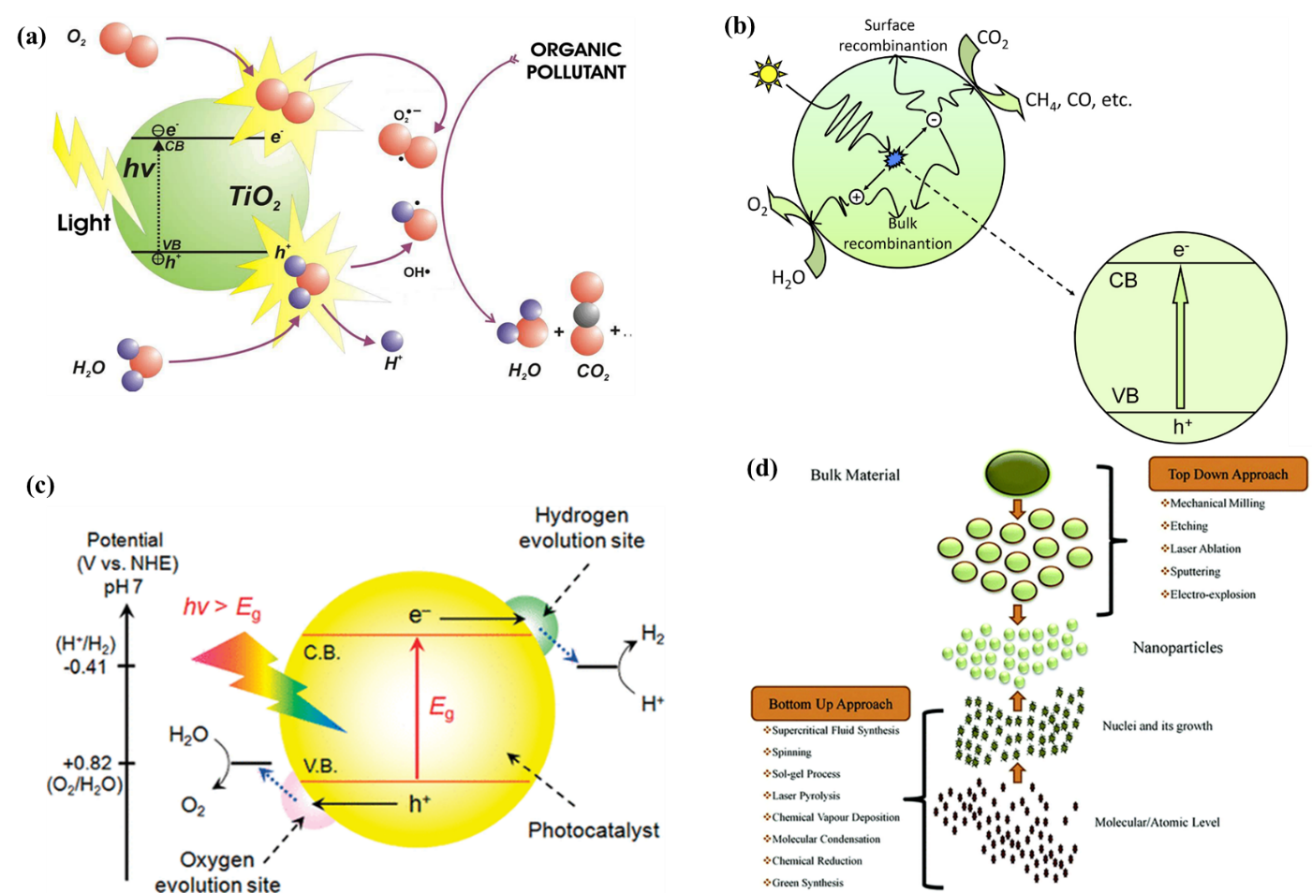 (a)
O₂
ORGANIC
POLLUTANT
O₂•⁻
⊖e⁻
CB
e⁻
hν
Light
TiO₂
VB
⊕h⁺
h⁺
OH•
H₂O
H⁺
H₂O
+
CO₂
+ ..
(b)
Surface
recombinantion
CO₂
CH₄, CO, etc.
-
+
O₂
H₂O
Bulk
recombinantion
e⁻
CB
VB
h⁺
(c)
Potential
(V vs. NHE)
pH 7
(H⁺/H₂)
-0.41
+0.82
(O₂/H₂O)
hν > Eg
Hydrogen
evolution site
e⁻
C.B.
Eg
V.B.
h⁺
H₂
H⁺
H₂O
O₂
Oxygen
evolution site
Photocatalyst
(d)
Bulk Material
Top Down Approach
❖Mechanical Milling
❖Etching
❖Laser Ablation
❖Sputtering
❖Electro-explosion
Nanoparticles
Bottom Up Approach
❖Supercritical Fluid Synthesis
❖Spinning
❖Sol-gel Process
❖Laser Pyrolysis
❖Chemical Vapour Deposition
❖Molecular Condensation
❖Chemical Reduction
❖Green Synthesis
Nuclei and its growth
Molecular/Atomic Level